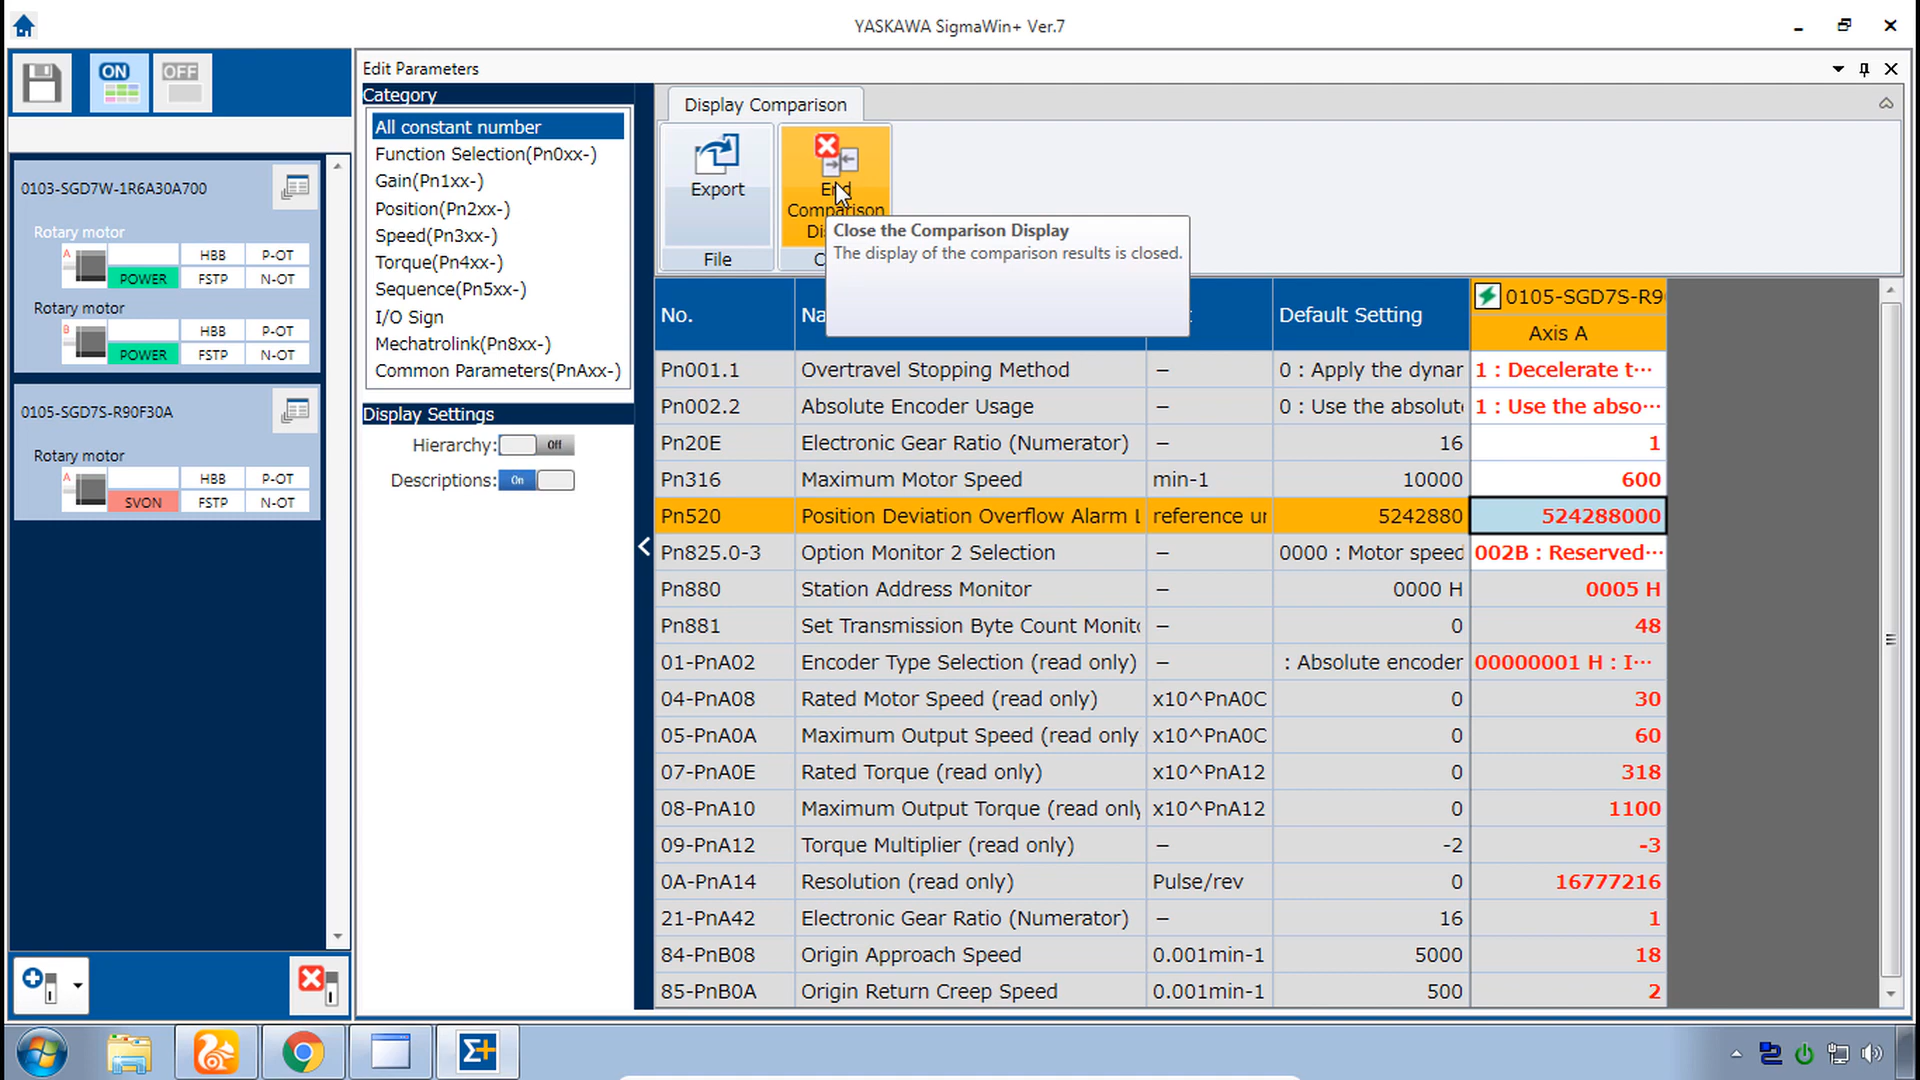 YASKAWA SigmaWin+ Ver.7
ON
OFF
0103-SGD7W-1R6A30A700
Rotary motor
A
HBB P-OT
POWER FSTP N-OT
Rotary motor
B
HBB P-OT
POWER FSTP N-OT
0105-SGD7S-R90F30A
Rotary motor
A
HBB P-OT
SVON FSTP N-OT
Edit Parameters
Category
All constant number
Function Selection(Pn0xx-)
Gain(Pn1xx-)
Position(Pn2xx-)
Speed(Pn3xx-)
Torque(Pn4xx-)
Sequence(Pn5xx-)
I/O Sign
Mechatrolink(Pn8xx-)
Common Parameters(PnAxx-)
Display Settings
Hierarchy: Off
Descriptions: On
Display Comparison
Export
File
End
Comparison
Close the Comparison Display
The display of the comparison results is closed.
No. Default Setting 0105-SGD7S-R9
Axis A
Pn001.1 Overtravel Stopping Method – 0 : Apply the dynar 1 : Decelerate t⋯
Pn002.2 Absolute Encoder Usage – 0 : Use the absolut 1 : Use the abso⋯
Pn20E Electronic Gear Ratio (Numerator) – 16 1
Pn316 Maximum Motor Speed min-1 10000 600
Pn520 Position Deviation Overflow Alarm L reference ur 5242880 524288000
Pn825.0-3 Option Monitor 2 Selection – 0000 : Motor speed 002B : Reserved⋯
Pn880 Station Address Monitor – 0000 H 0005 H
Pn881 Set Transmission Byte Count Monito – 0 48
01-PnA02 Encoder Type Selection (read only) – : Absolute encoder 00000001 H : I⋯
04-PnA08 Rated Motor Speed (read only) x10^PnA0C 0 30
05-PnA0A Maximum Output Speed (read only x10^PnA0C 0 60
07-PnA0E Rated Torque (read only) x10^PnA12 0 318
08-PnA10 Maximum Output Torque (read only x10^PnA12 0 1100
09-PnA12 Torque Multiplier (read only) – -2 -3
0A-PnA14 Resolution (read only) Pulse/rev 0 16777216
21-PnA42 Electronic Gear Ratio (Numerator) – 16 1
84-PnB08 Origin Approach Speed 0.001min-1 5000 18
85-PnB0A Origin Return Creep Speed 0.001min-1 500 2